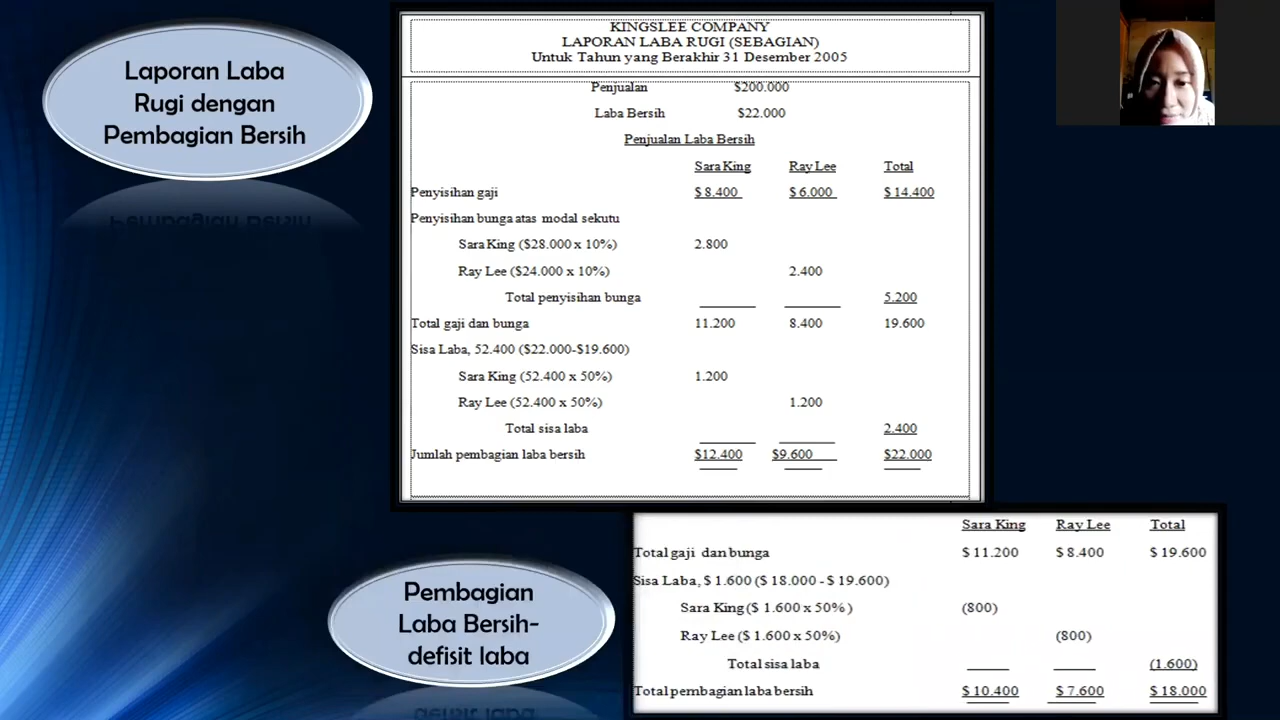 Laporan Laba
Rugi dengan
Pembagian Bersih
KINGSLEE COMPANY
LAPORAN LABA RUGI (SEBAGIAN)
Untuk Tahun yang Berakhir 31 Desember 2005
Penjualan $200.000
Laba Bersih $22.000
Penjualan Laba Bersih
Sara King Ray Lee Total
Penyisihan gaji $ 8.400 $ 6.000 $ 14.400
Penyisihan bunga atas modal sekutu
Sara King ($28.000 x 10%) 2.800
Ray Lee ($24.000 x 10%) 2.400
Total penyisihan bunga 5.200
Total gaji dan bunga 11.200 8.400 19.600
Sisa Laba, 52.400 ($22.000-$19.600)
Sara King (52.400 x 50%) 1.200
Ray Lee (52.400 x 50%) 1.200
Total sisa laba 2.400
Jumlah pembagian laba bersih $12.400 $9.600 $22.000
Pembagian
Laba Bersih-
defisit laba
Sara King Ray Lee Total
Total gaji dan bunga $ 11.200 $ 8.400 $ 19.600
Sisa Laba, $ 1.600 ($ 18.000 - $ 19.600)
Sara King ($ 1.600 x 50% ) (800)
Ray Lee ($ 1.600 x 50%) (800)
Total sisa laba (1.600)
Total pembagian laba bersih $ 10.400 $ 7.600 $ 18.000